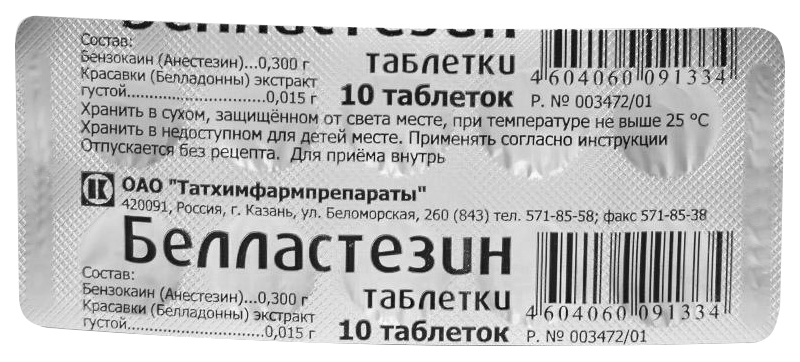 Белластезин
Состав:
Бензокаин (Анестезин)...0,300 г
таблетки
Красавки (Белладонны) экстракт
густой............................0,015 г
10 таблеток
4 604060 091334
Р. № 003472/01
Хранить в сухом, защищённом от света месте, при температуре не выше 25 °С
Хранить в недоступном для детей месте. Применять согласно инструкции
Отпускается без рецепта. Для приёма внутрь
ОАО "Татхимфармпрепараты"
420091, Россия, г. Казань, ул. Беломорская, 260 (843) тел. 571-85-58; факс 571-85-38
Белластезин
Состав:
Бензокаин (Анестезин)...0,300 г
таблетки
Красавки (Белладонны) экстракт
густой............................0,015 г
10 таблеток
4 604060 091334
Р. № 003472/01